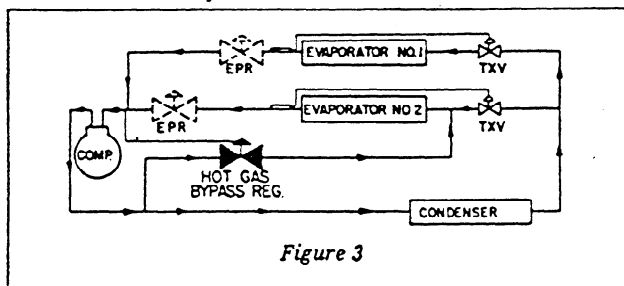 EVAPORATOR NO.1
EPR
TXV
EVAPORATOR NO 2
EPR
TXV
COMP.
HOT GAS
BYPASS REG.
CONDENSER
Figure 3